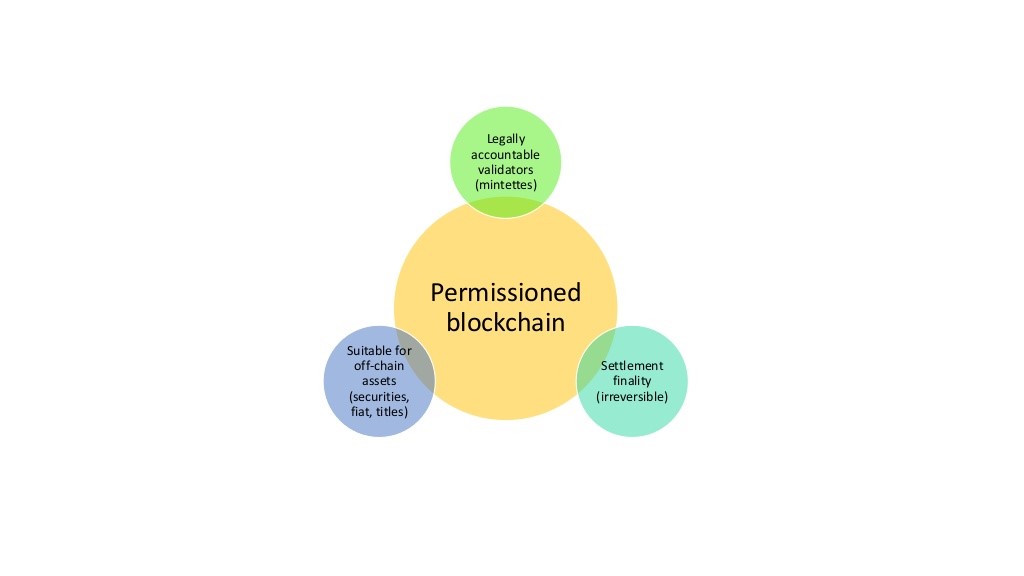 Legally
accountable
validators
(mintettes)
Permissioned
blockchain
Suitable for
off-chain
assets
(securities,
fiat, titles)
Settlement
finality
(irreversible)